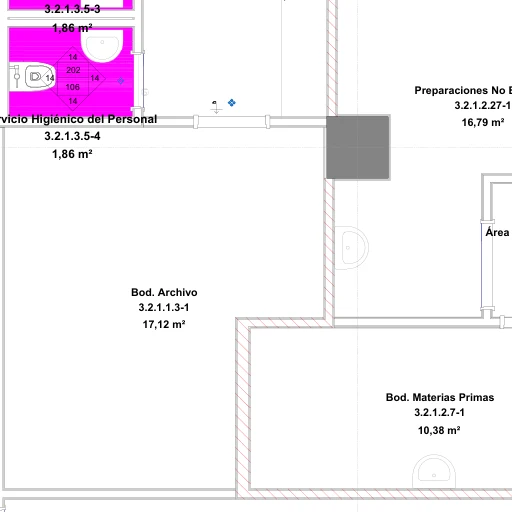 3.2.1.3.5-3
1,86 m²
14
202
14
14
106
14
rvicio Higiénico del Personal
3.2.1.3.5-4
1,86 m²
Preparaciones No E
3.2.1.2.27-1
16,79 m²
Área
Bod. Archivo
3.2.1.1.3-1
17,12 m²
Bod. Materias Primas
3.2.1.2.7-1
10,38 m²